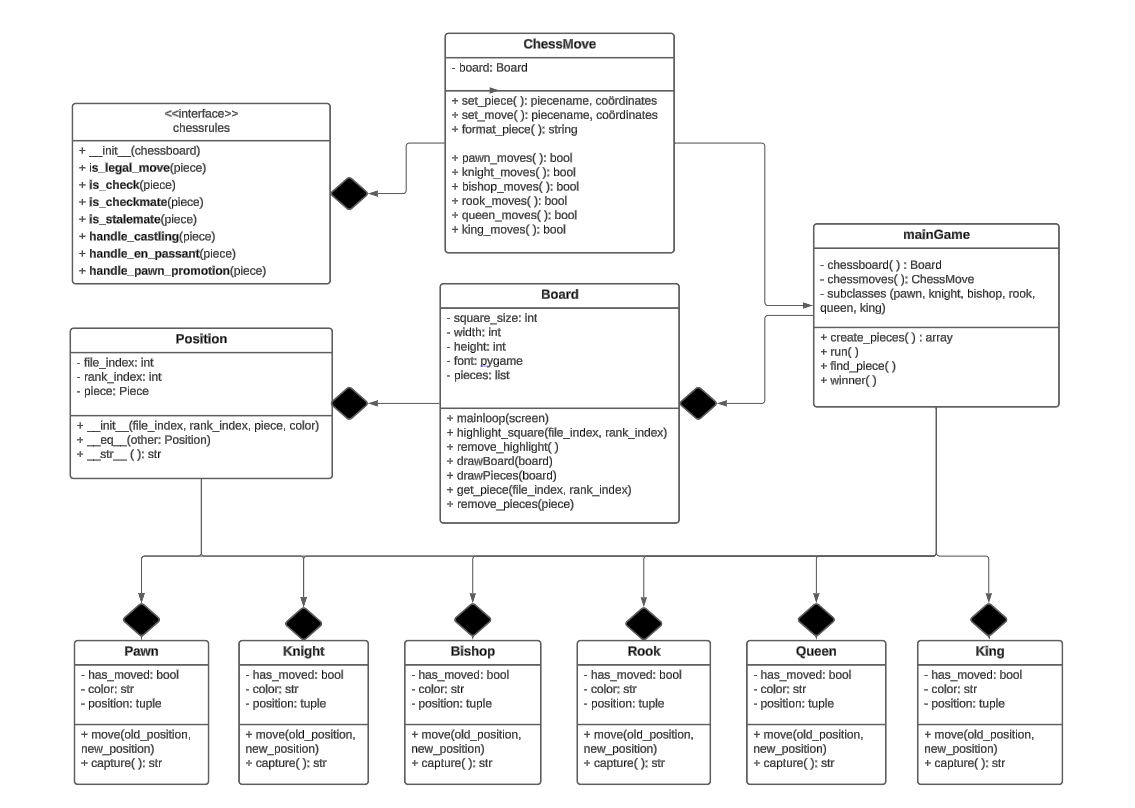 ChessMove
- board: Board
+ set_piece( ): piecename, coördinates
+ set_move( ): piecename, coördinates
+ format_piece( ): string
+ pawn_moves( ): bool
+ knight_moves( ): bool
+ bishop_moves( ): bool
+ rook_moves( ): bool
+ queen_moves( ): bool
+ king_moves( ): bool
<<interface>>
chessrules
+ __init__(chessboard)
+ is_legal_move(piece)
+ is_check(piece)
+ is_checkmate(piece)
+ is_stalemate(piece)
+ handle_castling(piece)
+ handle_en_passant(piece)
+ handle_pawn_promotion(piece)
mainGame
- chessboard( ) : Board
- chessmoves( ): ChessMove
- subclasses (pawn, knight, bishop, rook,
queen, king)
+ create_pieces( ) : array
+ run( )
+ find_piece( )
+ winner( )
Board
- square_size: int
- width: int
- height: int
- font: pygame
- pieces: list
+ mainloop(screen)
+ highlight_square(file_index, rank_index)
+ remove_highlight( )
+ drawBoard(board)
+ drawPieces(board)
+ get_piece(file_index, rank_index)
+ remove_pieces(piece)
Position
- file_index: int
- rank_index: int
- piece: Piece
+ __init__(file_index, rank_index, piece, color)
+ __eq__(other: Position)
+ __str__ ( ): str
Pawn
- has_moved: bool
- color: str
- position: tuple
+ move(old_position,
new_position)
+ capture( ): str
Knight
- has_moved: bool
- color: str
- position: tuple
+ move(old_position,
new_position)
+ capture( ): str
Bishop
- has_moved: bool
- color: str
- position: tuple
+ move(old_position,
new_position)
+ capture( ): str
Rook
- has_moved: bool
- color: str
- position: tuple
+ move(old_position,
new_position)
+ capture( ): str
Queen
- has_moved: bool
- color: str
- position: tuple
+ move(old_position,
new_position)
+ capture( ): str
King
- has_moved: bool
- color: str
- position: tuple
+ move(old_position,
new_position)
+ capture( ): str